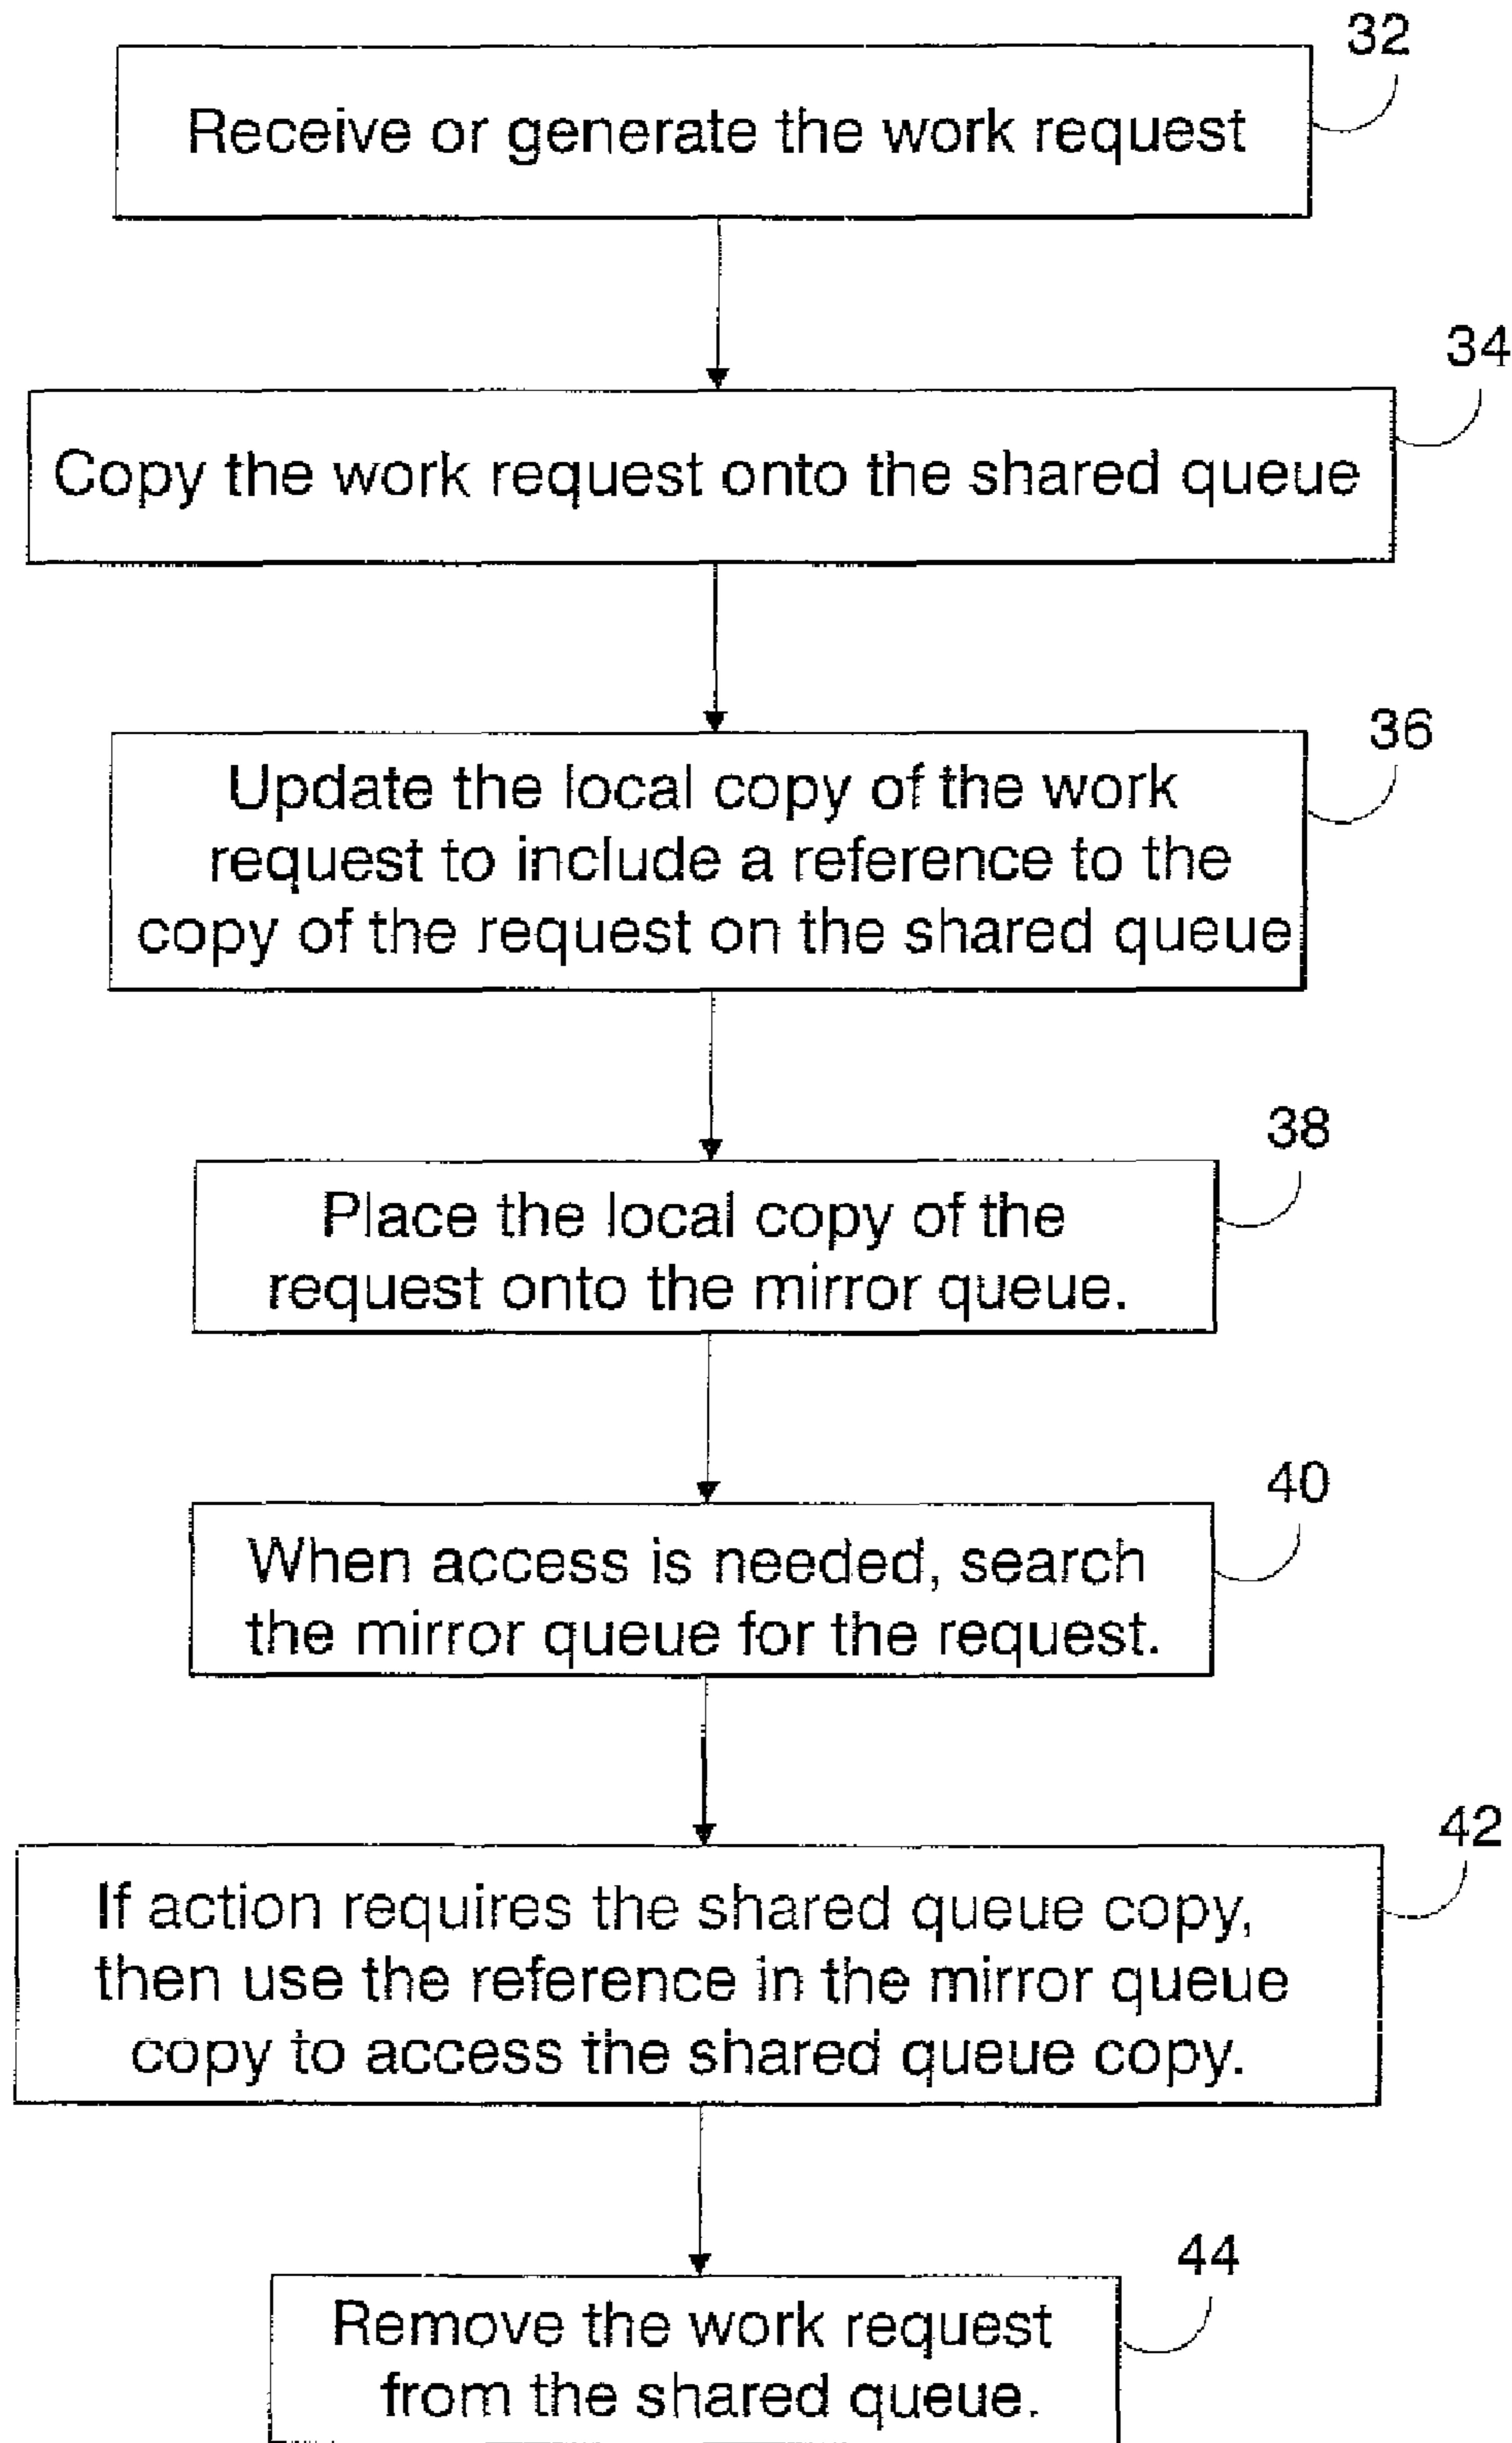 32
Receive or generate the work request
34
Copy the work request onto the shared queue
36
Update the local copy of the work
request to include a reference to the
copy of the request on the shared queue
38
Place the local copy of the
request onto the mirror queue.
40
When access is needed, search
the mirror queue for the request.
42
If action requires the shared queue copy,
then use the reference in the mirror queue
copy to access the shared queue copy.
44
Remove the work request
from the shared queue.